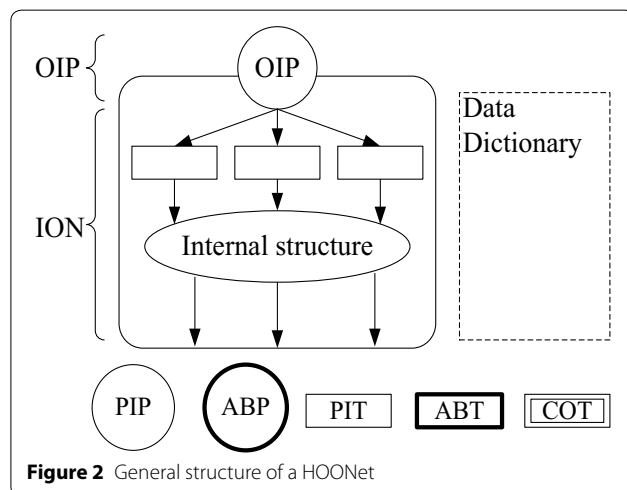 OIP
OIP
Data
Dictionary
ION
Internal structure
PIP
ABP
PIT
ABT
COT
Figure 2 General structure of a HOONet